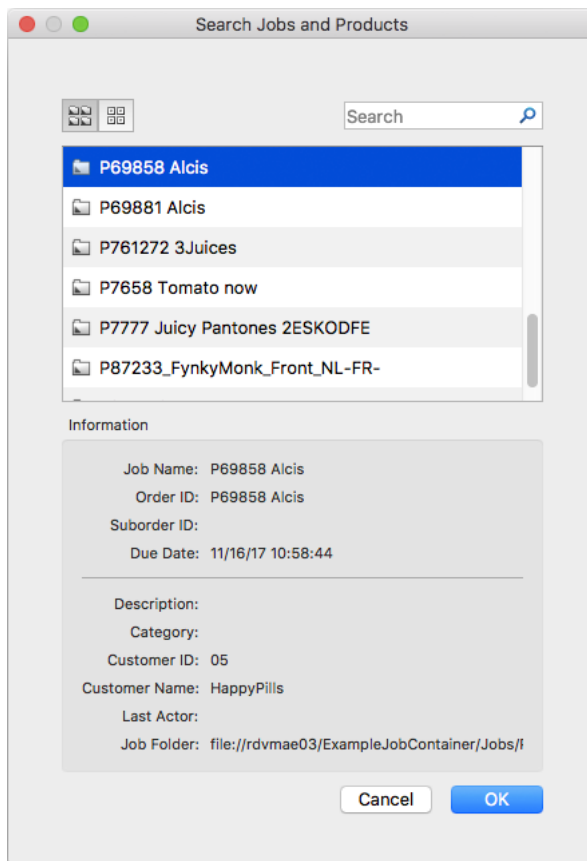 Search Jobs and Products
Search
P69858 Alcis
P69881 Alcis
P761272 3Juices
P7658 Tomato now
P7777 Juicy Pantones 2ESKODFE
P87233_FynkyMonk_Front_NL-FR-
Information
Job Name: P69858 Alcis
Order ID: P69858 Alcis
Suborder ID:
Due Date: 11/16/17 10:58:44
Description:
Category:
Customer ID: 05
Customer Name: HappyPills
Last Actor:
Job Folder: file://rdvmae03/ExampleJobContainer/Jobs/
Cancel
OK